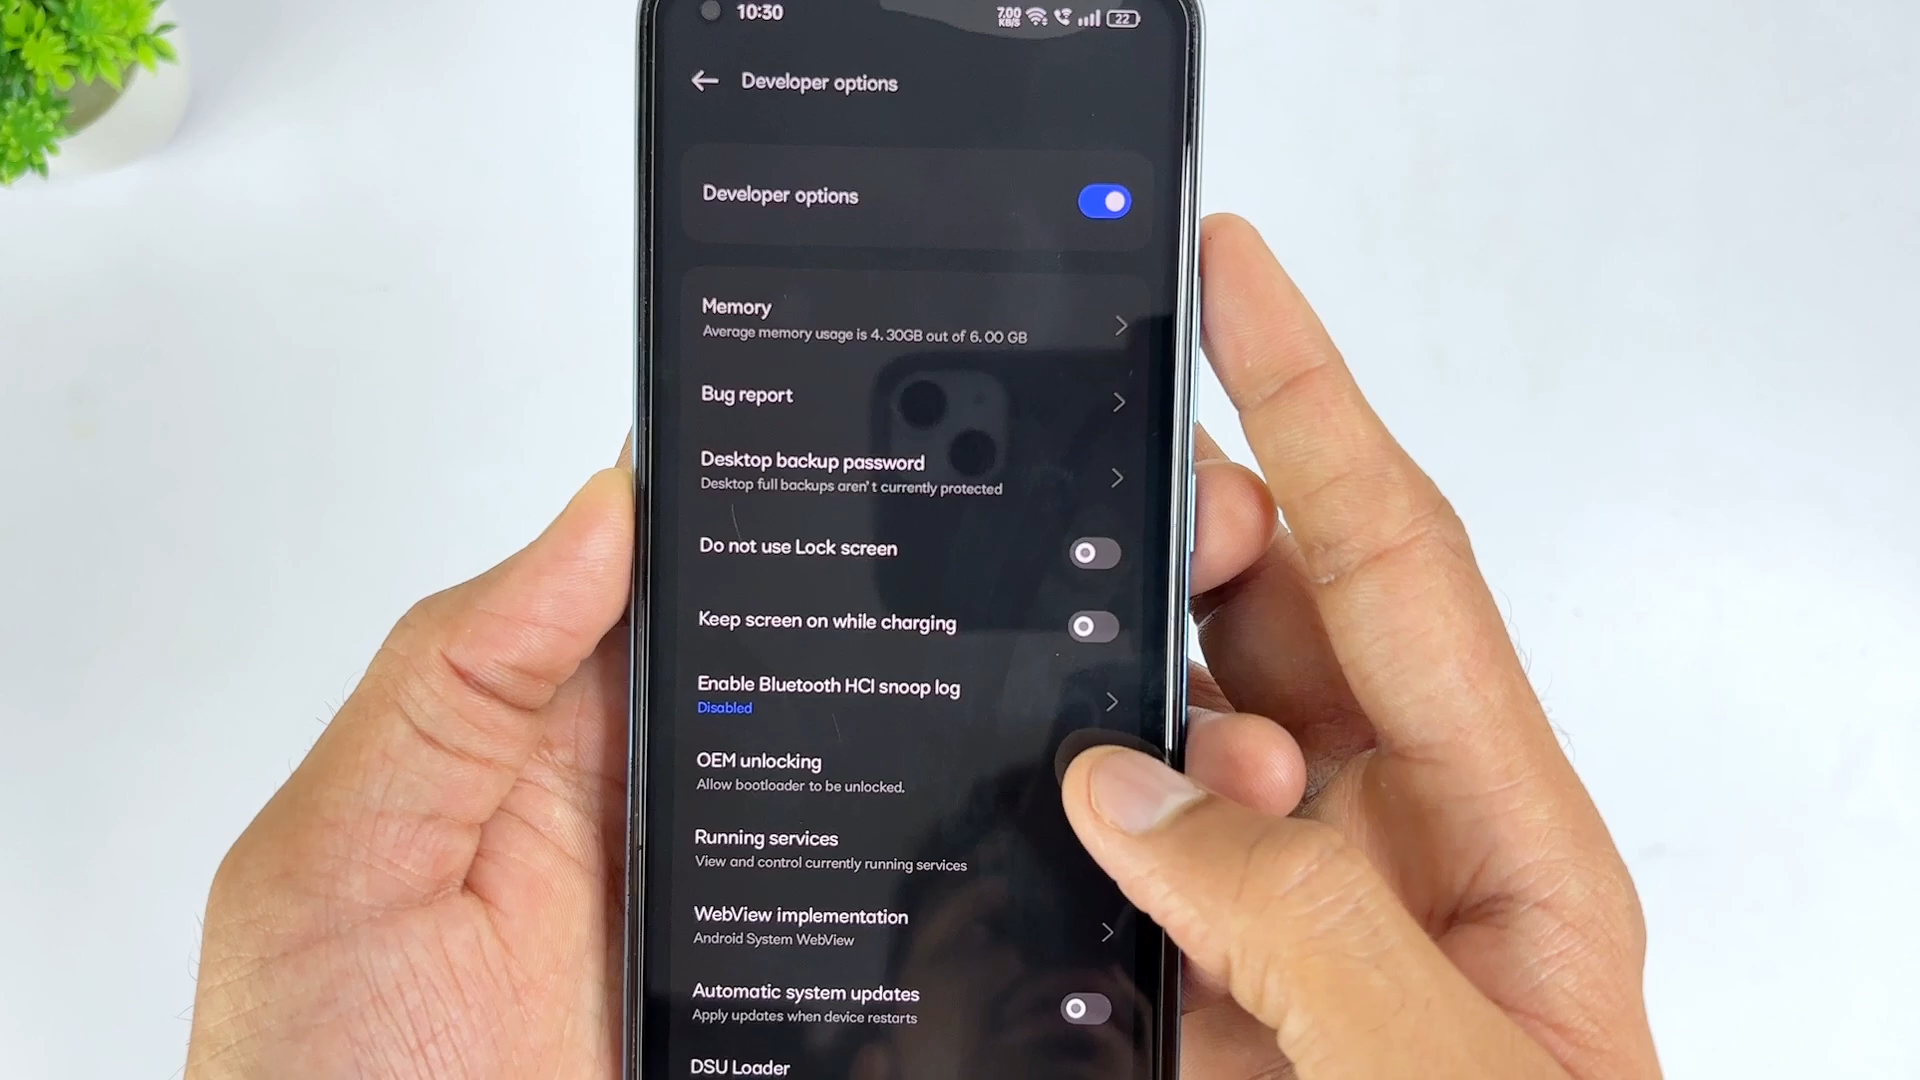 10:30
7.00
KB/S
22
Developer options
Developer options
Memory
Average memory usage is 4.30GB out of 6.00 GB
Bug report
Desktop backup password
Desktop full backups aren't currently protected
Do not use Lock screen
Keep screen on while charging
Enable Bluetooth HCI snoop log
Disabled
OEM unlocking
Allow bootloader to be unlocked.
Running services
View and control currently running services
WebView implementation
Android System WebView
Automatic system updates
Apply updates when device restarts
DSU Loader